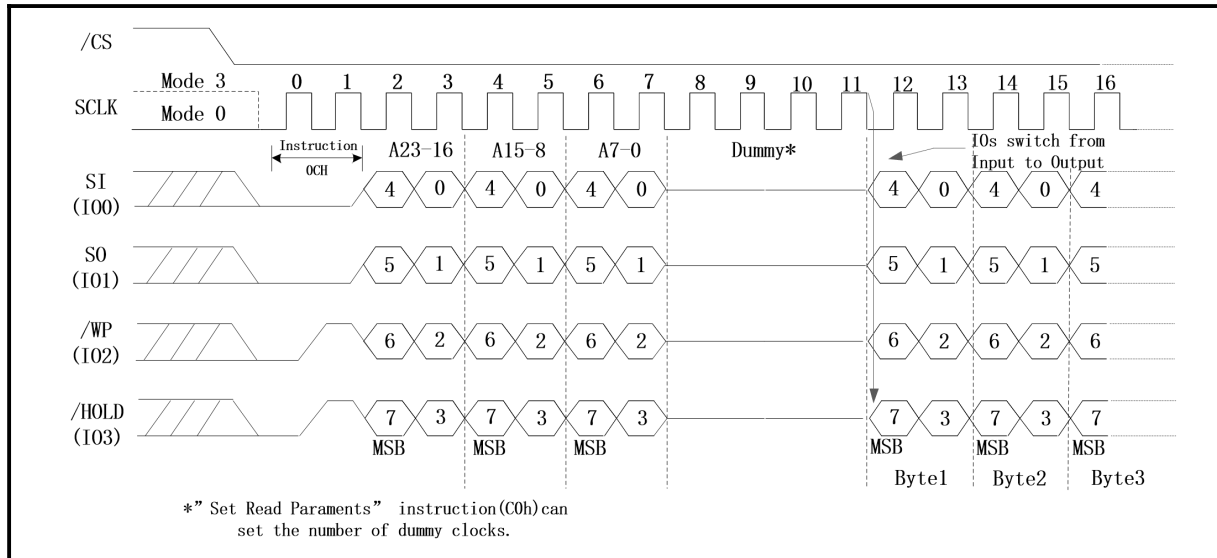 /CS
Mode 3
0 1 2 3 4 5 6 7 8 9 10 11 12 13 14 15 16
SCLK
Mode 0
Instruction
0CH
A23-16 A15-8 A7-0 Dummy*
IOs switch from
Input to Output
SI
(IO0)
4 0 4 0 4 0 4 0 4 0 4
SO
(IO1)
5 1 5 1 5 1 5 1 5 1 5
/WP
(IO2)
6 2 6 2 6 2 6 2 6 2 6
/HOLD
(IO3)
7 3 7 3 7 3 7 3 7 3 7
MSB MSB MSB MSB MSB MSB
Byte1 Byte2 Byte3
*” Set Read Paraments” instruction(C0h)can
set the number of dummy clocks.